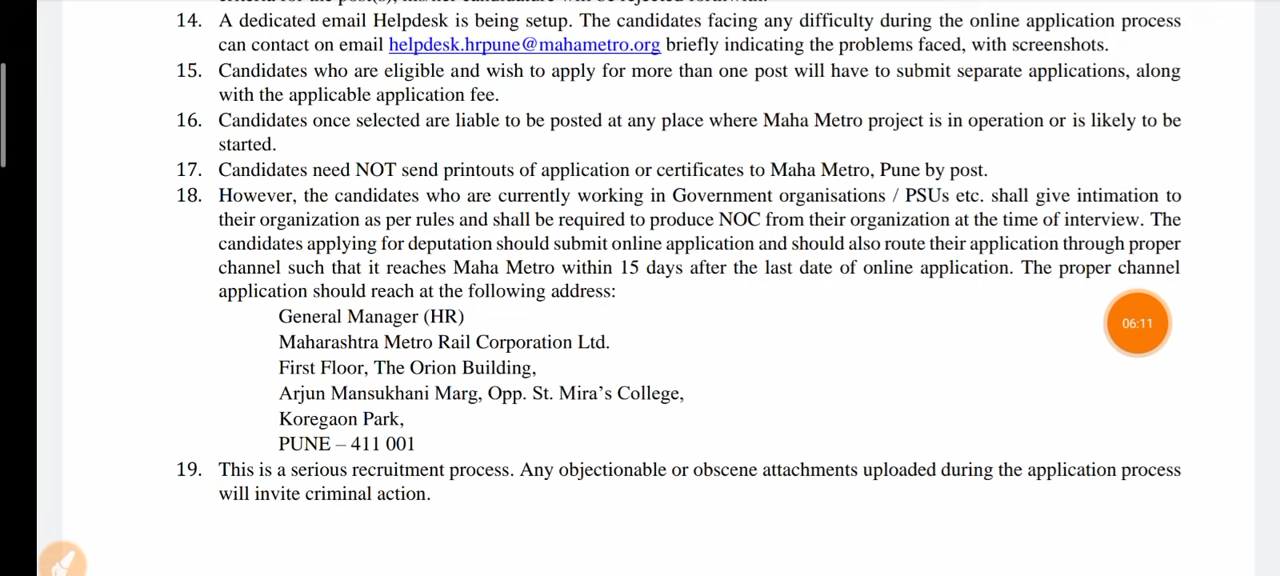 14. A dedicated email Helpdesk is being setup. The candidates facing any difficulty during the online application process
can contact on email helpdesk.hrpune@mahametro.org briefly indicating the problems faced, with screenshots.
15. Candidates who are eligible and wish to apply for more than one post will have to submit separate applications, along
with the applicable application fee.
16. Candidates once selected are liable to be posted at any place where Maha Metro project is in operation or is likely to be
started.
17. Candidates need NOT send printouts of application or certificates to Maha Metro, Pune by post.
18. However, the candidates who are currently working in Government organisations / PSUs etc. shall give intimation to
their organization as per rules and shall be required to produce NOC from their organization at the time of interview. The
candidates applying for deputation should submit online application and should also route their application through proper
channel such that it reaches Maha Metro within 15 days after the last date of online application. The proper channel
application should reach at the following address:
General Manager (HR)
06:11
Maharashtra Metro Rail Corporation Ltd.
First Floor, The Orion Building,
Arjun Mansukhani Marg, Opp. St. Mira's College,
Koregaon Park,
PUNE – 411 001
19. This is a serious recruitment process. Any objectionable or obscene attachments uploaded during the application process
will invite criminal action.